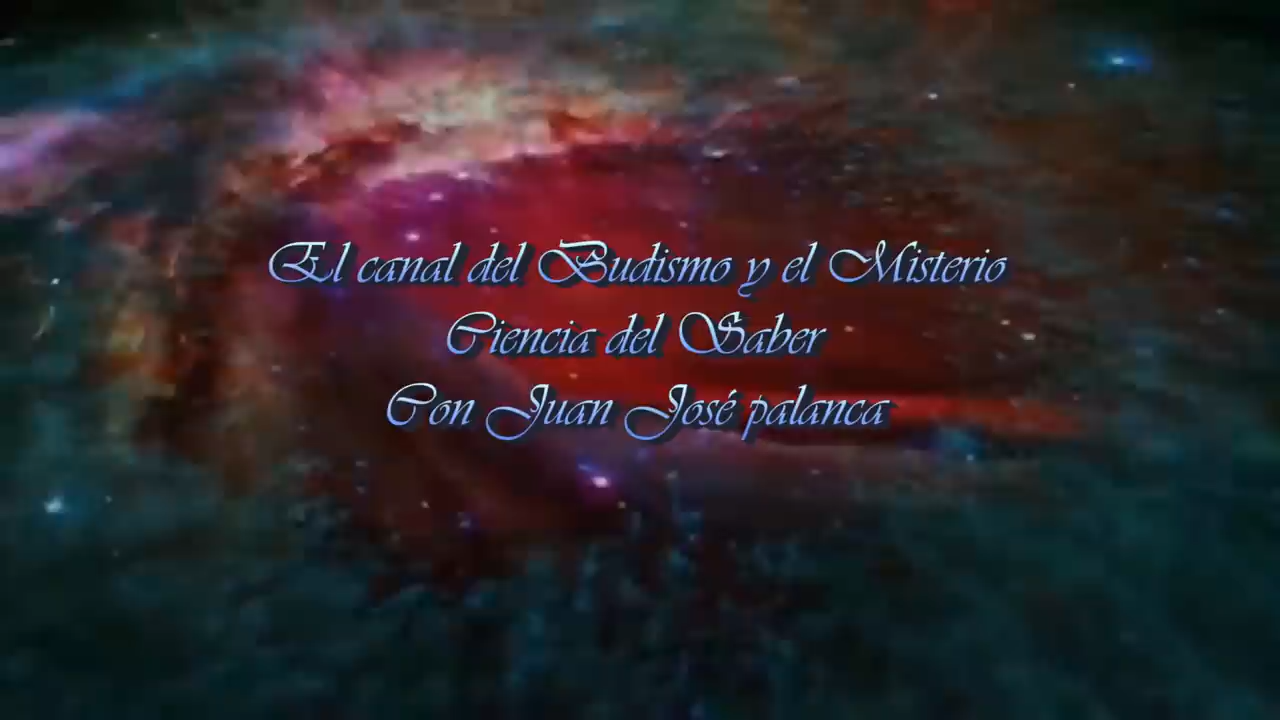 El canal del Budismo y el Misterio
Ciencia del Saber
Con Juan José palanca